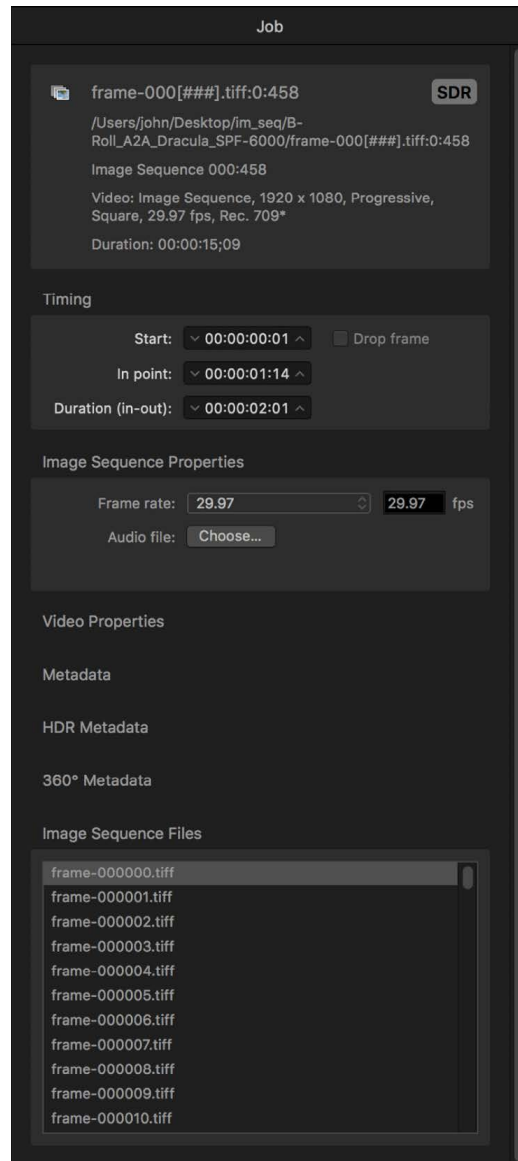 Job
frame-000[###].tiff:0:458 SDR
/Users/john/Desktop/im_seq/B-
Roll_A2A_Dracula_SPF-6000/frame-000[###].tiff:0:458
Image Sequence 000:458
Video: Image Sequence, 1920 x 1080, Progressive,
Square, 29.97 fps, Rec. 709*
Duration: 00:00:15;09
Timing
Start: 00:00:00:01 Drop frame
In point: 00:00:01:14
Duration (in-out): 00:00:02:01
Image Sequence Properties
Frame rate: 29.97 29.97 fps
Audio file: Choose...
Video Properties
Metadata
HDR Metadata
360° Metadata
Image Sequence Files
frame-000000.tiff
frame-000001.tiff
frame-000002.tiff
frame-000003.tiff
frame-000004.tiff
frame-000005.tiff
frame-000006.tiff
frame-000007.tiff
frame-000008.tiff
frame-000009.tiff
frame-000010.tiff